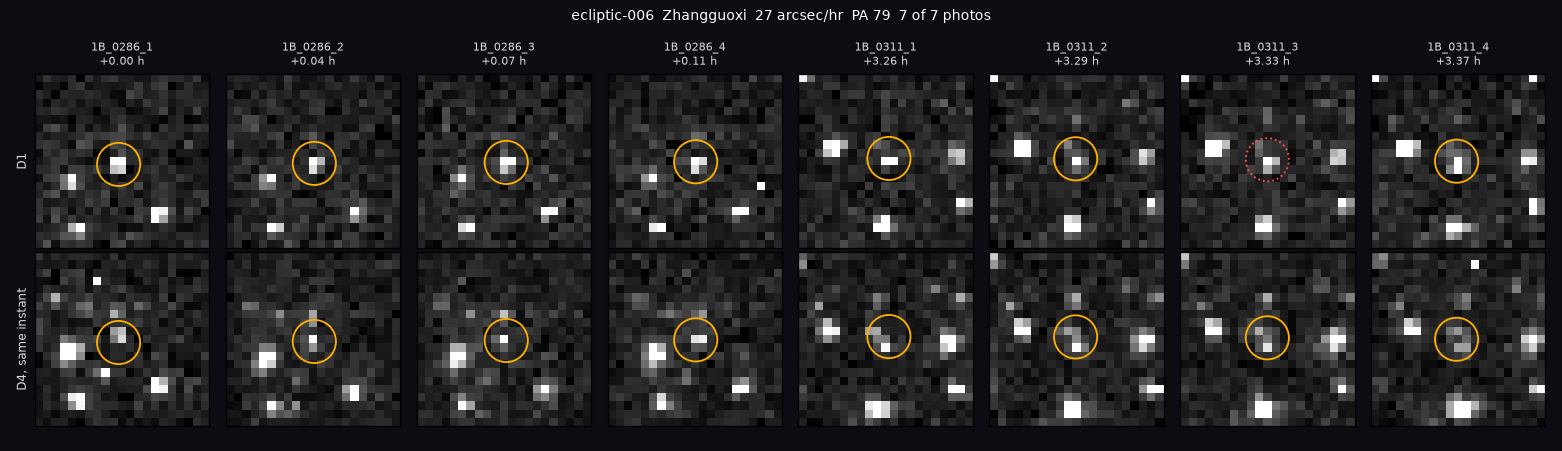 ecliptic-006  Zhangguoxi  27 arcsec/hr  PA 79  7 of 7 photos
1B_0286_1
+0.00 h
1B_0286_2
+0.04 h
1B_0286_3
+0.07 h
1B_0286_4
+0.11 h
1B_0311_1
+3.26 h
1B_0311_2
+3.29 h
1B_0311_3
+3.33 h
1B_0311_4
+3.37 h
D1
D4, same instant